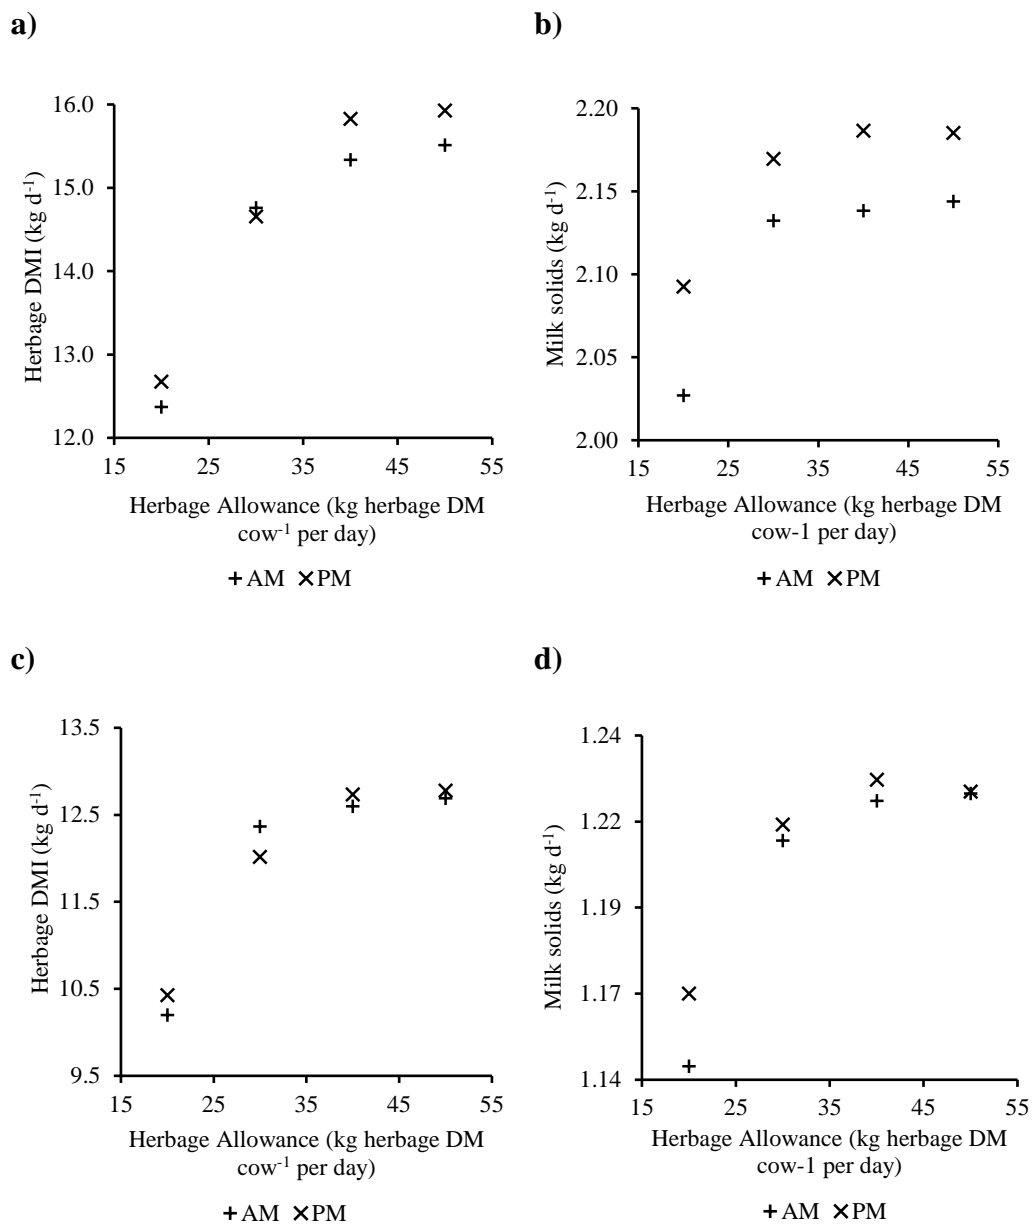 a)
16.0
15.0
14.0
13.0
12.0
15 25 35 45 55
Herbage DMI (kg d⁻¹)
Herbage Allowance (kg herbage DM
cow⁻¹ per day)
AM PM
b)
2.20
2.15
2.10
2.05
2.00
15 25 35 45 55
Milk solids (kg d⁻¹)
Herbage Allowance (kg herbage DM
cow-1 per day)
AM PM
c)
13.5
12.5
11.5
10.5
9.5
15 25 35 45 55
Herbage DMI (kg d⁻¹)
Herbage Allowance (kg herbage DM
cow⁻¹ per day)
AM PM
d)
1.24
1.22
1.19
1.17
1.14
15 25 35 45 55
Milk solids (kg d⁻¹)
Herbage Allowance (kg herbage DM
cow-1 per day)
AM PM